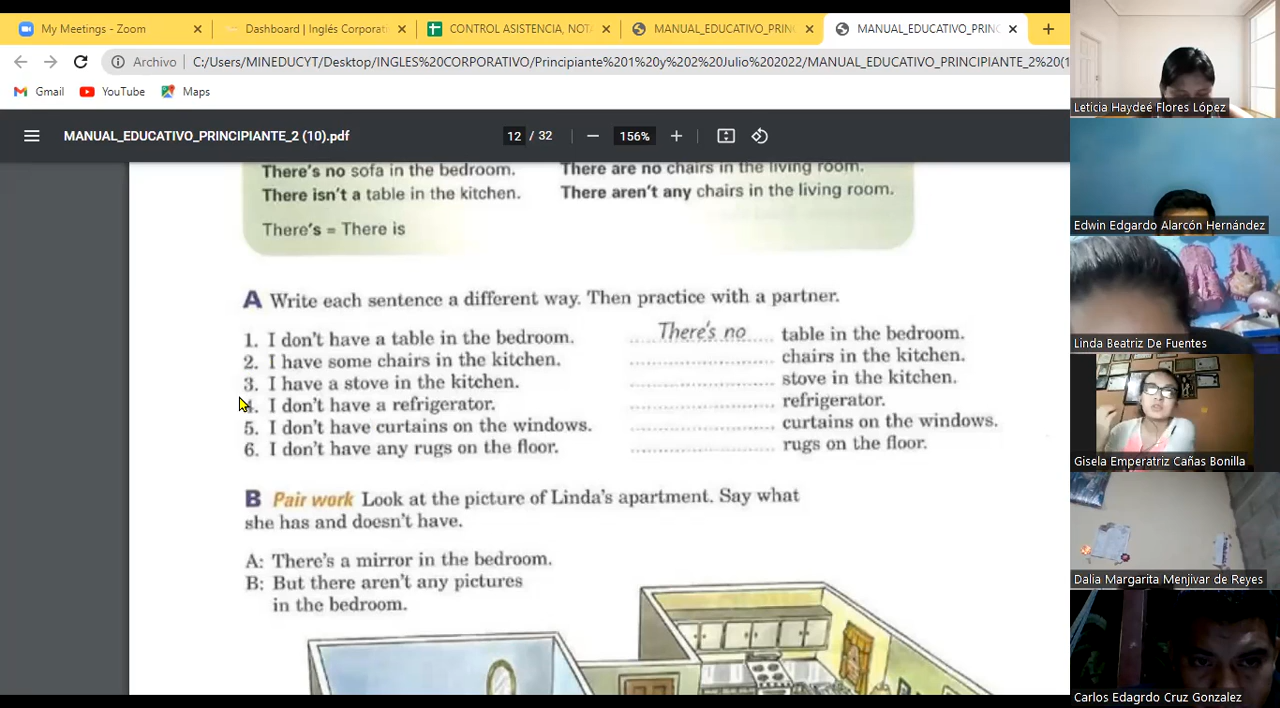 My Meetings - Zoom
Dashboard | Inglés Corporati
CONTROL ASISTENCIA, NOT
MANUAL_EDUCATIVO_PRIN
MANUAL_EDUCATIVO_PRIN
Archivo C:/Users/MINEDUCYT/Desktop/INGLES%20CORPORATIVO/Principiante%201%20y%202%20Julio%202022/MANUAL_EDUCATIVO_PRINCIPIANTE_2%20(1
Gmail YouTube Maps
MANUAL_EDUCATIVO_PRINCIPIANTE_2 (10).pdf 12 / 32 156%
There's no sofa in the bedroom. There are no chairs in the living room.
There isn't a table in the kitchen. There aren't any chairs in the living room.
There's = There is
A Write each sentence a different way. Then practice with a partner.
1. I don't have a table in the bedroom. There's no table in the bedroom.
2. I have some chairs in the kitchen. chairs in the kitchen.
3. I have a stove in the kitchen. stove in the kitchen.
4. I don't have a refrigerator. refrigerator.
5. I don't have curtains on the windows. curtains on the windows.
6. I don't have any rugs on the floor. rugs on the floor.
B Pair work Look at the picture of Linda's apartment. Say what
she has and doesn't have.
A: There's a mirror in the bedroom.
B: But there aren't any pictures
in the bedroom.
Leticia Haydeé Flores López
Edwin Edgardo Alarcón Hernández
Linda Beatriz De Fuentes
Gisela Emperatriz Cañas Bonilla
Dalia Margarita Menjivar de Reyes
Carlos Edagrdo Cruz Gonzalez